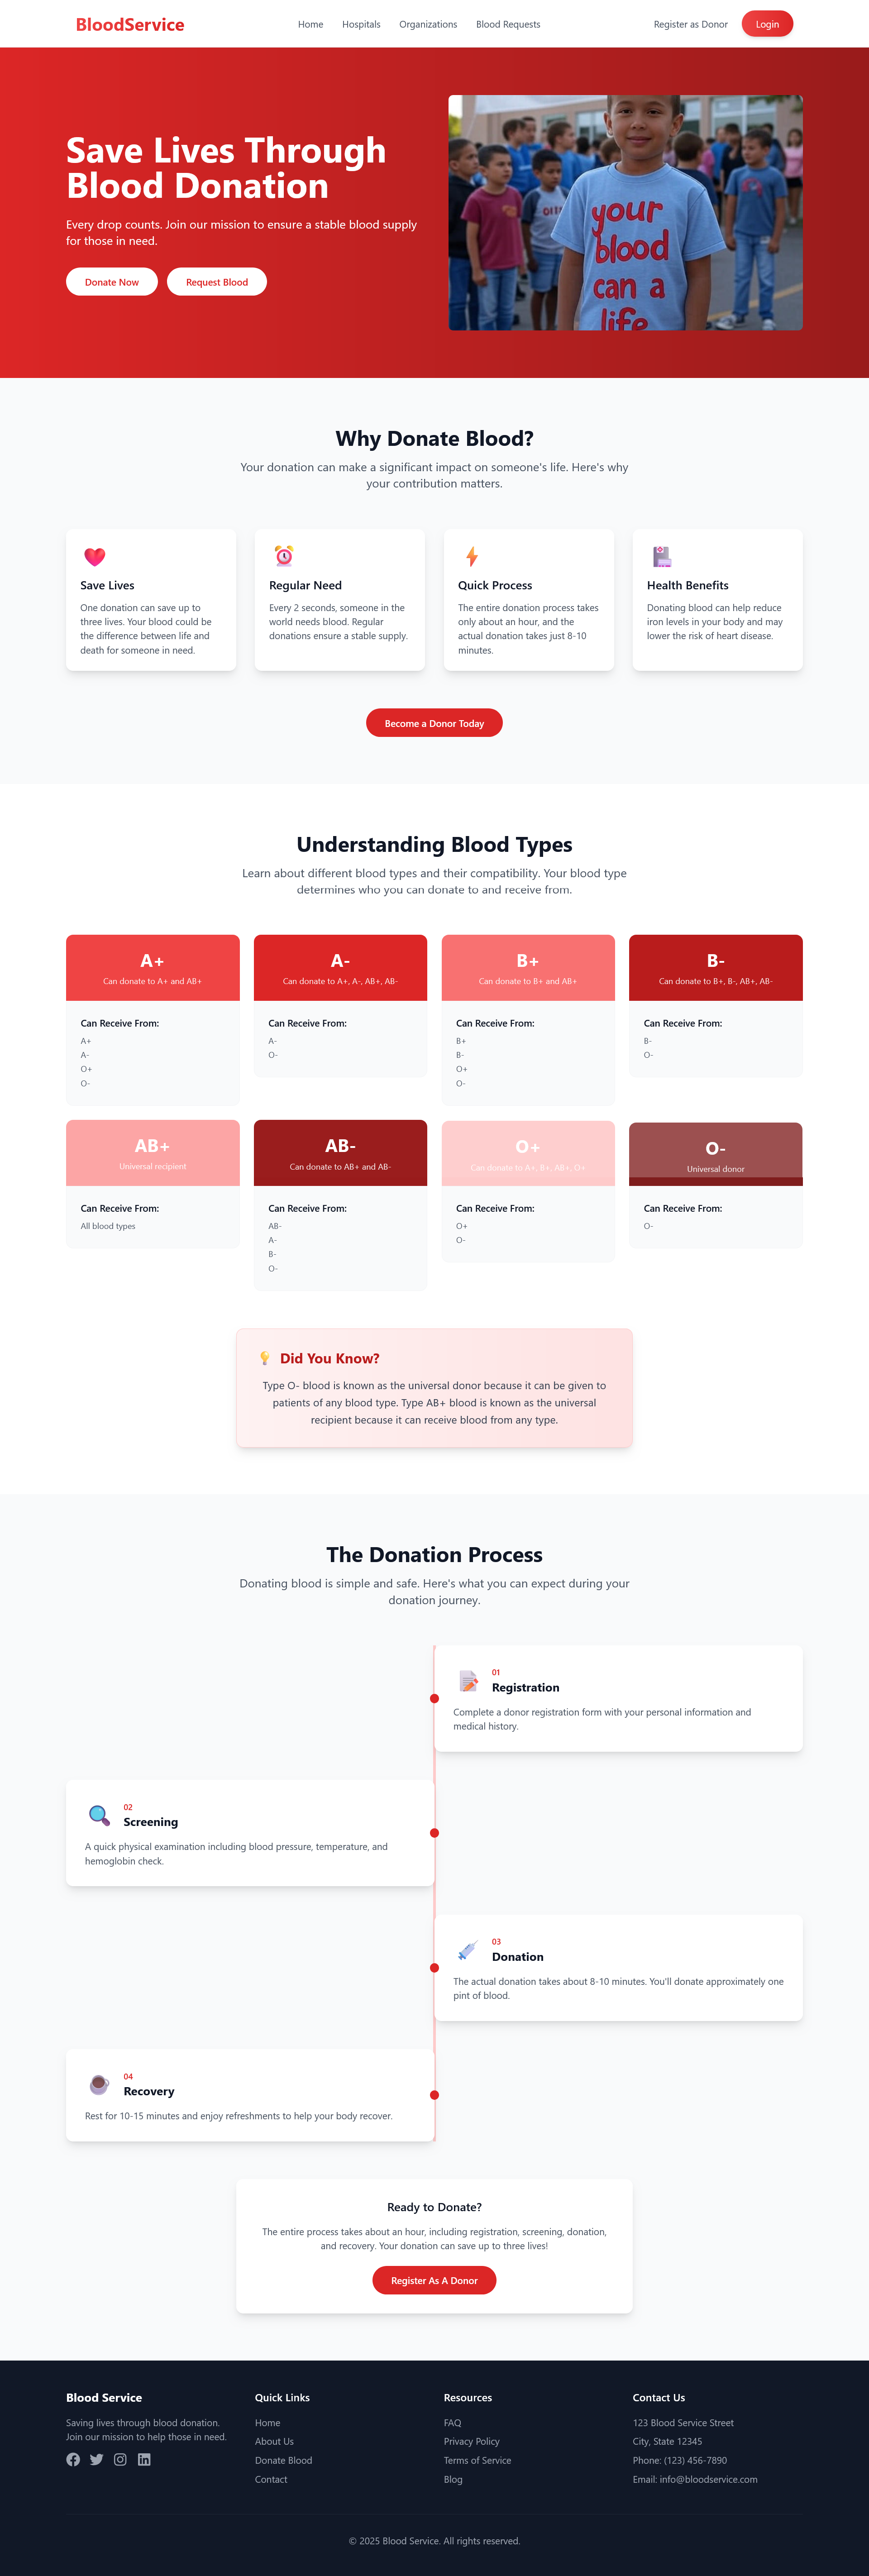 BloodService
Home
Hospitals
Organizations
Blood Requests
Register as Donor
Login
Save Lives Through
Blood Donation
Every drop counts. Join our mission to ensure a stable blood supply
for those in need.
Donate Now
Request Blood
your
blood
can a
life
Why Donate Blood?
Your donation can make a significant impact on someone's life. Here's why
your contribution matters.
Save Lives
One donation can save up to
three lives. Your blood could be
the difference between life and
death for someone in need.
Regular Need
Every 2 seconds, someone in the
world needs blood. Regular
donations ensure a stable supply.
Quick Process
The entire donation process takes
only about an hour, and the
actual donation takes just 8-10
minutes.
Health Benefits
Donating blood can help reduce
iron levels in your body and may
lower the risk of heart disease.
Become a Donor Today
Understanding Blood Types
Learn about different blood types and their compatibility. Your blood type
determines who you can donate to and receive from.
A+
Can donate to A+ and AB+
Can Receive From:
A+
A-
O+
O-
A-
Can donate to A+, A-, AB+, AB-
Can Receive From:
A-
O-
B+
Can donate to B+ and AB+
Can Receive From:
B+
B-
O+
O-
B-
Can donate to B+, B-, AB+, AB-
Can Receive From:
B-
O-
AB+
Universal recipient
Can Receive From:
All blood types
AB-
Can donate to AB+ and AB-
Can Receive From:
AB-
A-
B-
O-
O+
Can donate to A+, B+, AB+, O+
Can Receive From:
O+
O-
O-
Universal donor
Can Receive From:
O-
Did You Know?
Type O- blood is known as the universal donor because it can be given to
patients of any blood type. Type AB+ blood is known as the universal
recipient because it can receive blood from any type.
The Donation Process
Donating blood is simple and safe. Here's what you can expect during your
donation journey.
01
Registration
Complete a donor registration form with your personal information and
medical history.
02
Screening
A quick physical examination including blood pressure, temperature, and
hemoglobin check.
03
Donation
The actual donation takes about 8-10 minutes. You'll donate approximately one
pint of blood.
04
Recovery
Rest for 10-15 minutes and enjoy refreshments to help your body recover.
Ready to Donate?
The entire process takes about an hour, including registration, screening, donation,
and recovery. Your donation can save up to three lives!
Register As A Donor
Blood Service
Saving lives through blood donation.
Join our mission to help those in need.
Quick Links
Home
About Us
Donate Blood
Contact
Resources
FAQ
Privacy Policy
Terms of Service
Blog
Contact Us
123 Blood Service Street
City, State 12345
Phone: (123) 456-7890
Email: info@bloodservice.com
© 2025 Blood Service. All rights reserved.